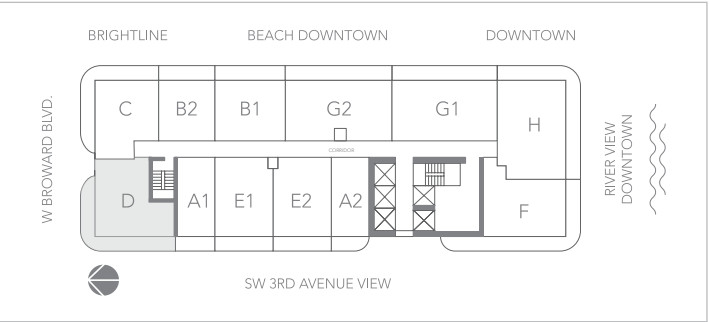 BRIGHTLINE
BEACH DOWNTOWN
DOWNTOWN
W BROWARD BLVD.
C
B2
B1
G2
G1
H
CORRIDOR
RIVER VIEW
DOWNTOWN
D
A1
E1
E2
A2
F
SW 3RD AVENUE VIEW